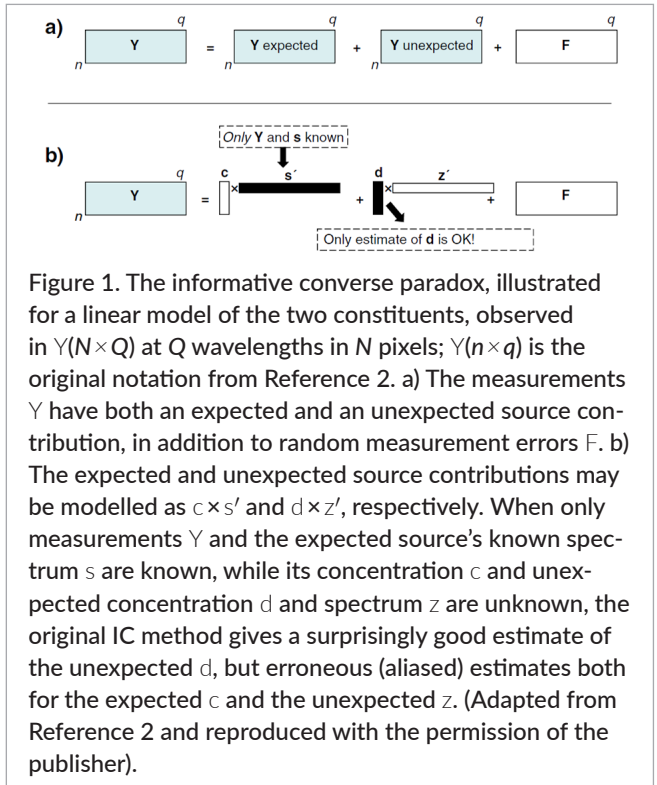 a)
q q q q
Y = Y expected + Y unexpected + F
n n n
Only Y and s known
b)
q c s´ d z´ q
Y = × + × + F
n
Only estimate of d is OK!
Figure 1. The informative converse paradox, illustrated
for a linear model of the two constituents, observed
in Y(N×Q) at Q wavelengths in N pixels; Y(n×q) is the
original notation from Reference 2. a) The measurements
Y have both an expected and an unexpected source con-
tribution, in addition to random measurement errors F. b)
The expected and unexpected source contributions may
be modelled as c×s′ and d×z′, respectively. When only
measurements Y and the expected source’s known spec-
trum s are known, while its concentration c and unex-
pected concentration d and spectrum z are unknown, the
original IC method gives a surprisingly good estimate of
the unexpected d, but erroneous (aliased) estimates both
for the expected c and the unexpected z. (Adapted from
Reference 2 and reproduced with the permission of the
publisher).